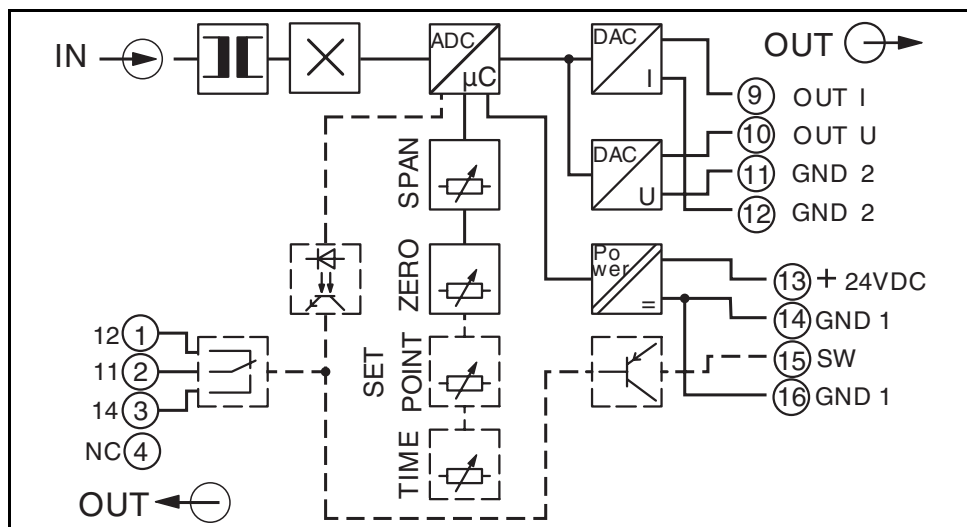 IN
ADC
µC
DAC
I
OUT
9 OUT I
10 OUT U
11 GND 2
12 GND 2
DAC
U
SPAN
ZERO
SET
POINT
TIME
Po
wer
=
13 + 24VDC
14 GND 1
15 SW
16 GND 1
12 1
11 2
14 3
NC 4
OUT